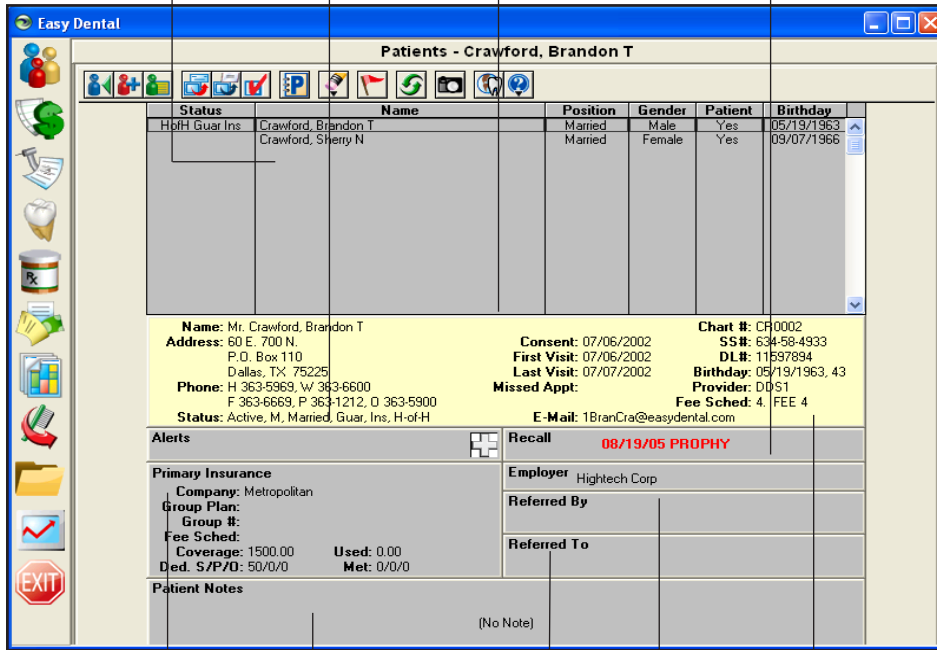 Easy Dental
Patients - Crawford, Brandon T
P
Status Name Position Gender Patient Birthday
HofH Guar Ins Crawford, Brandon T Married Male Yes 05/19/1963
Crawford, Sherry N Married Female Yes 09/07/1966
Rx
Name: Mr. Crawford, Brandon T Chart #: CR0002
Address: 60 E. 700 N. Consent: 07/06/2002 SS#: 634-58-4933
P.O. Box 110 First Visit: 07/06/2002 DL#: 11597894
Dallas, TX 75225 Last Visit: 07/07/2002 Birthday: 05/19/1963, 43
Phone: H 363-5969, W 363-6600 Missed Appt: Provider: DDS1
F 363-6669, P 363-1212, O 363-5900 Fee Sched: 4. FEE 4
Status: Active, M, Married, Guar, Ins, H-of-H E-Mail: 1BranCra@easydental.com
Alerts Recall 08/19/05 PROPHY
Primary Insurance Employer Hightech Corp
Company: Metropolitan
Group Plan: Referred By
Group #:
Fee Sched:
Coverage: 1500.00 Used: 0.00 Referred To
Ded. S/P/O: 50/0/0 Met: 0/0/0
EXIT
Patient Notes
(No Note)